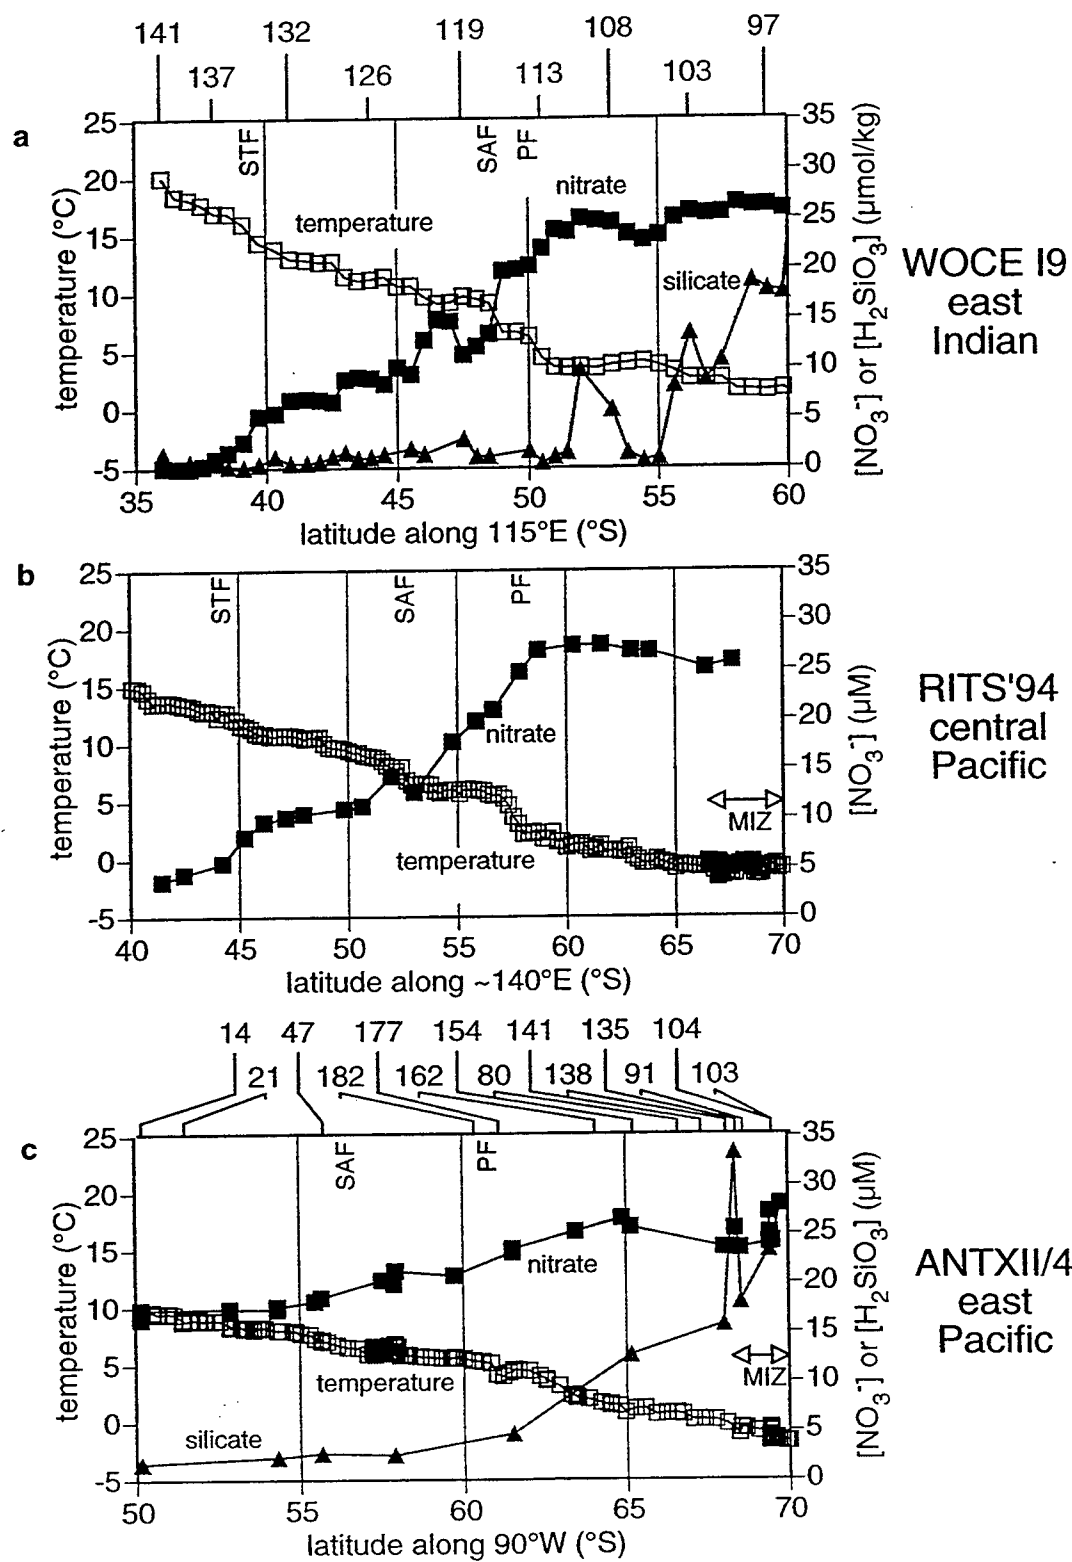 141 132 119 108 97
137 126 113 103
a
25 20 15 10 5 0 -5
temperature (°C)
STF SAF PF
temperature
nitrate
silicate
35 30 25 20 15 10 5 0
[NO3-] or [H2SiO3] (µmol/kg)
35 40 45 50 55 60
latitude along 115°E (°S)
WOCE I9
east
Indian
b
25 20 15 10 5 0 -5
temperature (°C)
STF SAF PF
nitrate
temperature
MIZ
35 30 25 20 15 10 5 0
[NO3-] (µM)
40 45 50 55 60 65 70
latitude along ~140°E (°S)
RITS'94
central
Pacific
14 47 177 154 141 135 104
21 182 162 80 138 91 103
c
25 20 15 10 5 0 -5
temperature (°C)
SAF PF
nitrate
temperature
silicate
MIZ
35 30 25 20 15 10 5 0
[NO3-] or [H2SiO3] (µM)
50 55 60 65 70
latitude along 90°W (°S)
ANTXII/4
east
Pacific